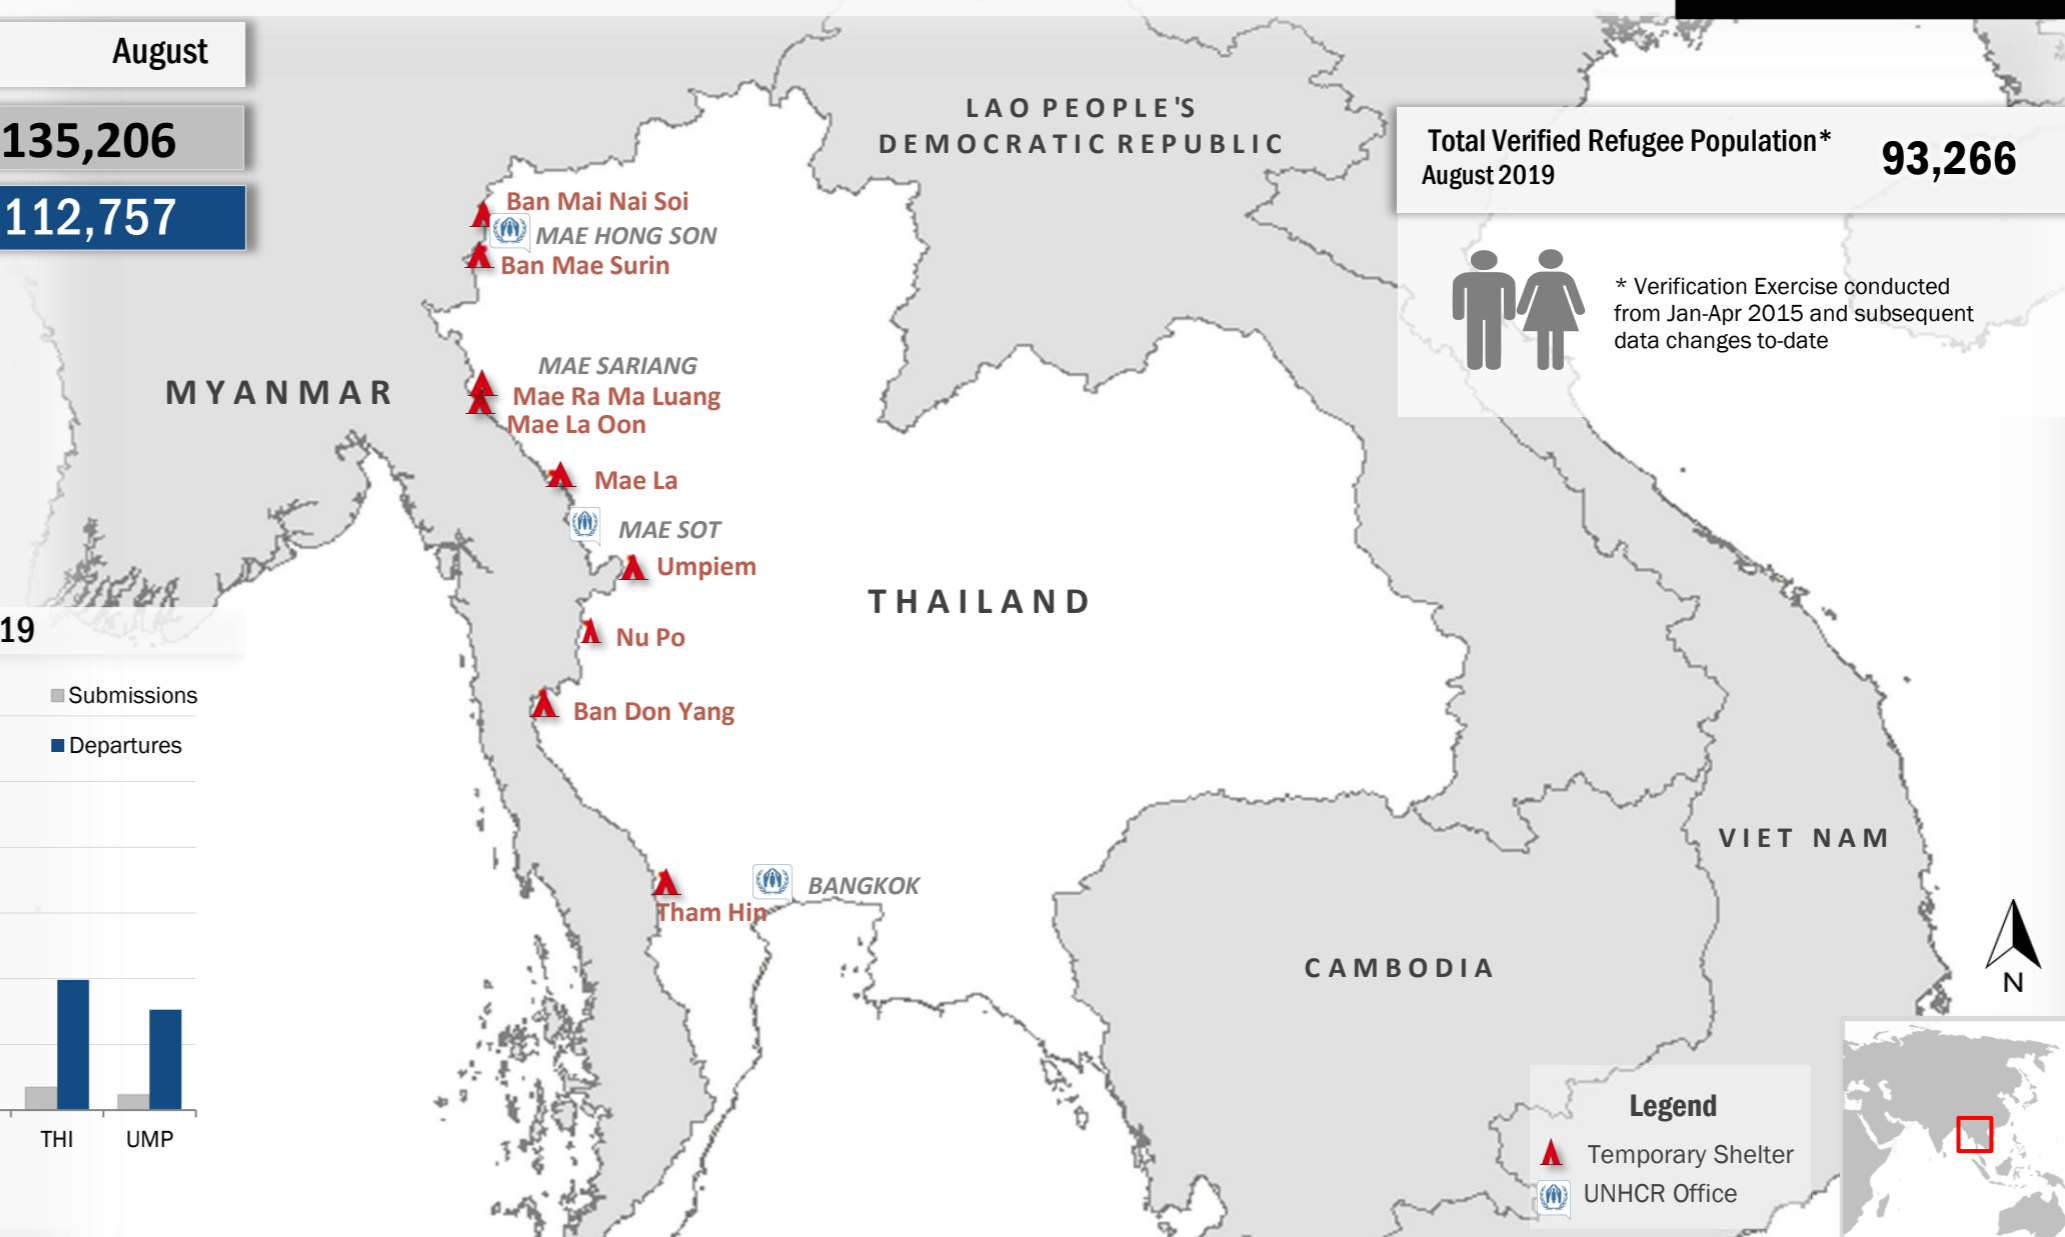 August
135,206
112,757
LAO PEOPLE'S
DEMOCRATIC REPUBLIC
Total Verified Refugee Population*
August 2019
93,266
* Verification Exercise conducted
from Jan-Apr 2015 and subsequent
data changes to-date
Ban Mai Nai Soi
MAE HONG SON
Ban Mae Surin
MAE SARIANG
MYANMAR
Mae Ra Ma Luang
Mae La Oon
Mae La
MAE SOT
Umpiem
THAILAND
Nu Po
Ban Don Yang
19
Submissions
Departures
THI
UMP
VIET NAM
BANGKOK
Tham Hin
CAMBODIA
N
Legend
Temporary Shelter
UNHCR Office